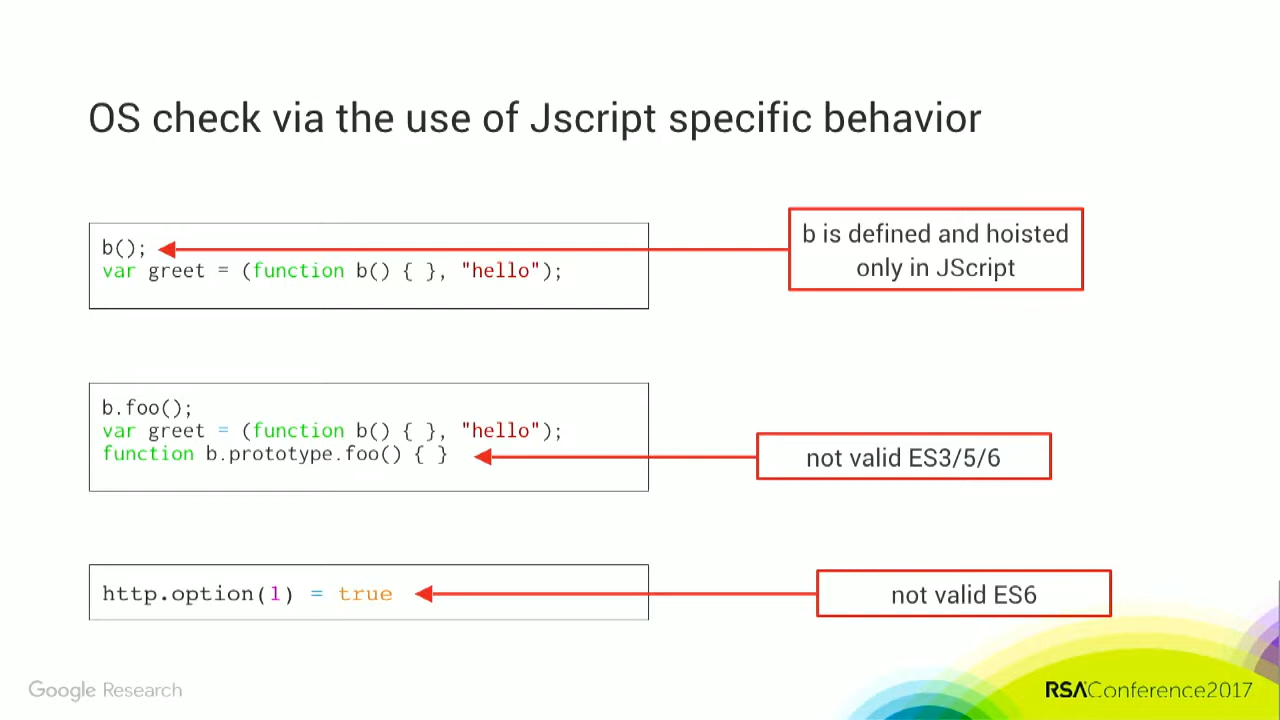 OS check via the use of Jscript specific behavior
b();
var greet = (function b() { }, "hello");
b is defined and hoisted
only in JScript
b.foo();
var greet = (function b() { }, "hello");
function b.prototype.foo() { }
not valid ES3/5/6
http.option(1) = true
not valid ES6
Google Research
RSAConference2017